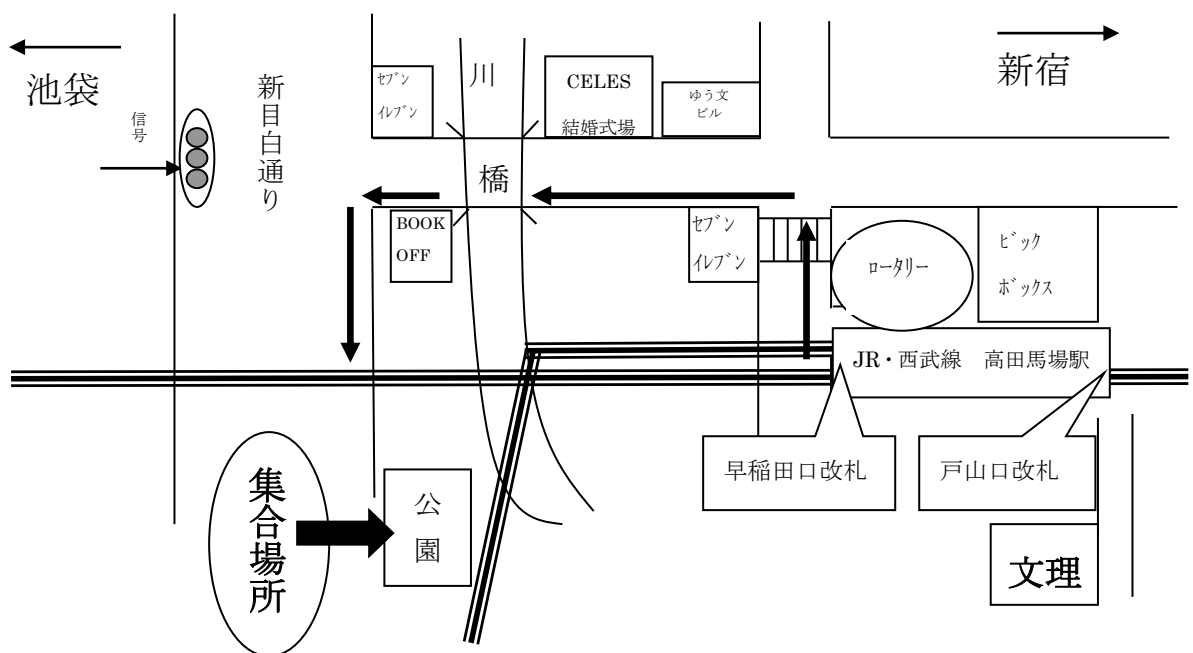 池袋
信号
新目白通り
ｾﾌﾞﾝ
ｲﾚﾌﾞﾝ
川
CELES
結婚式場
ゆう文
ビル
新宿
橋
BOOK
OFF
ｾﾌﾞﾝ
ｲﾚﾌﾞﾝ
ﾛｰﾀﾘｰ
ﾋﾞｯｸ
ﾎﾞｯｸｽ
JR・西武線　高田馬場駅
早稲田口改札
戸山口改札
集合場所
公
園
文理